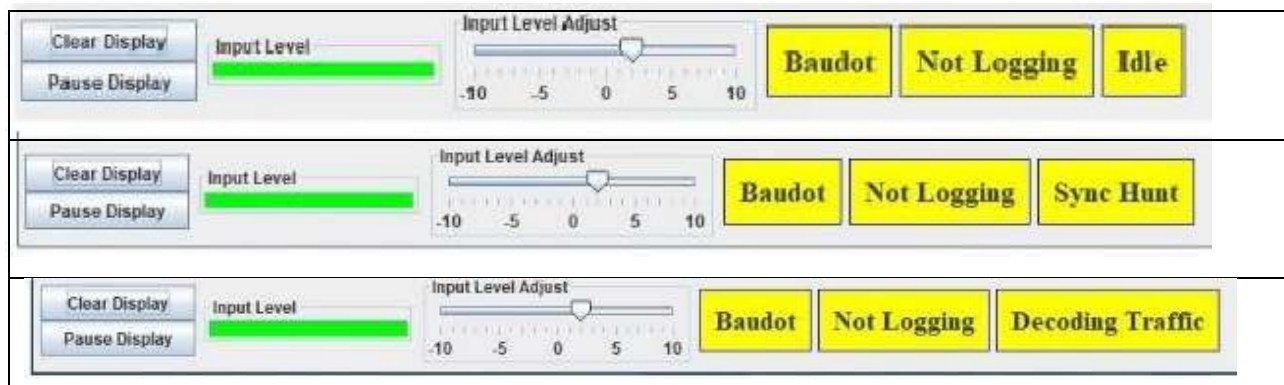 Clear Display
Pause Display
Input Level
Input Level Adjust
-10 -5 0 5 10
Baudot Not Logging Idle
Clear Display
Pause Display
Input Level
Input Level Adjust
-10 -5 0 5 10
Baudot Not Logging Sync Hunt
Clear Display
Pause Display
Input Level
Input Level Adjust
-10 -5 0 5 10
Baudot Not Logging Decoding Traffic